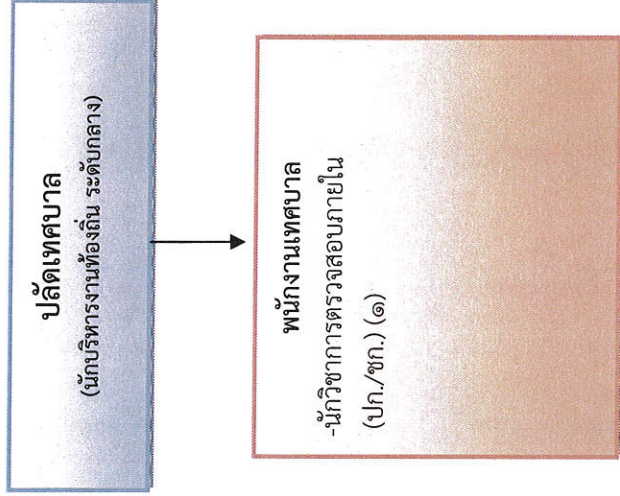 ปลัดเทศบาล
(นักบริหารงานท้องถิ่น ระดับกลาง)
พนักงานเทศบาล
-นักวิชาการตรวจสอบภายใน
(ปก./ชก.) (๑)